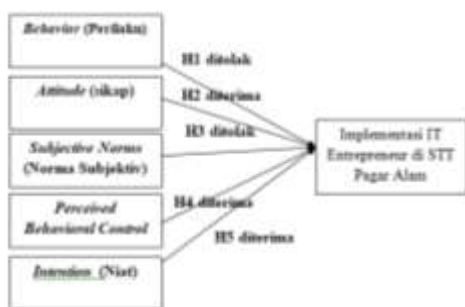 Behavior (Perilaku)
H1 ditolak
Attitude (sikap)
H2 diterima
H3 ditolak
Subjective Norms
(Norma Subjektiv)
Implementasi IT
Entrepreneur di STT
Pagar Alam
Perceived
Behavioral Control
H4 diterima
H5 diterima
Intention (Niat)